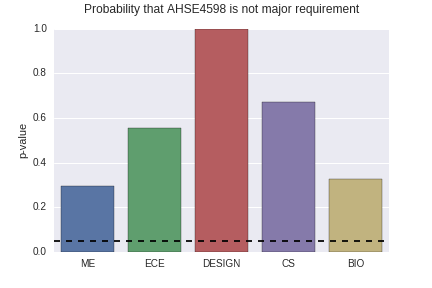 Probability that AHSE4598 is not major requirement
1.0
0.8
0.6
0.4
0.2
0.0
p-value
ME ECE DESIGN CS BIO